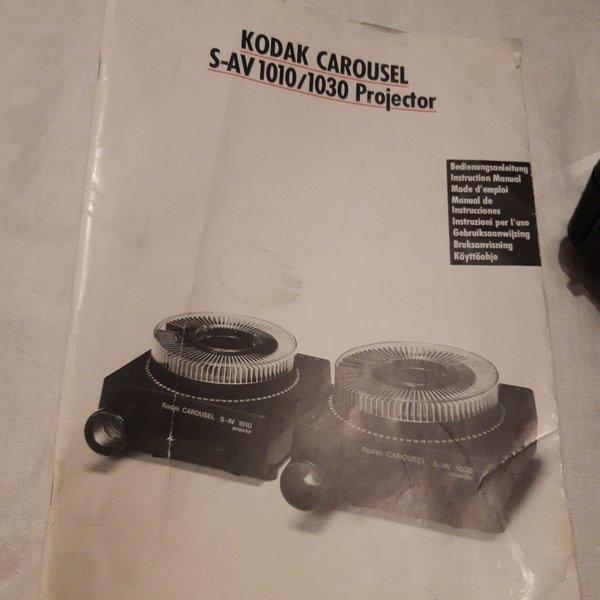 KODAK CAROUSEL
S-AV 1010/1030 Projector
Bedienungsanleitung
Instruction Manual
Mode d'emploi
Manual de
Instrucciones
Instruzioni per l'uso
Gebruiksaanwijzing
Bruksanvisning
Käyttöohje
Kodak CAROUSEL S-AV 1010
projector
Kodak CAROUSEL S-AV 1030
projector